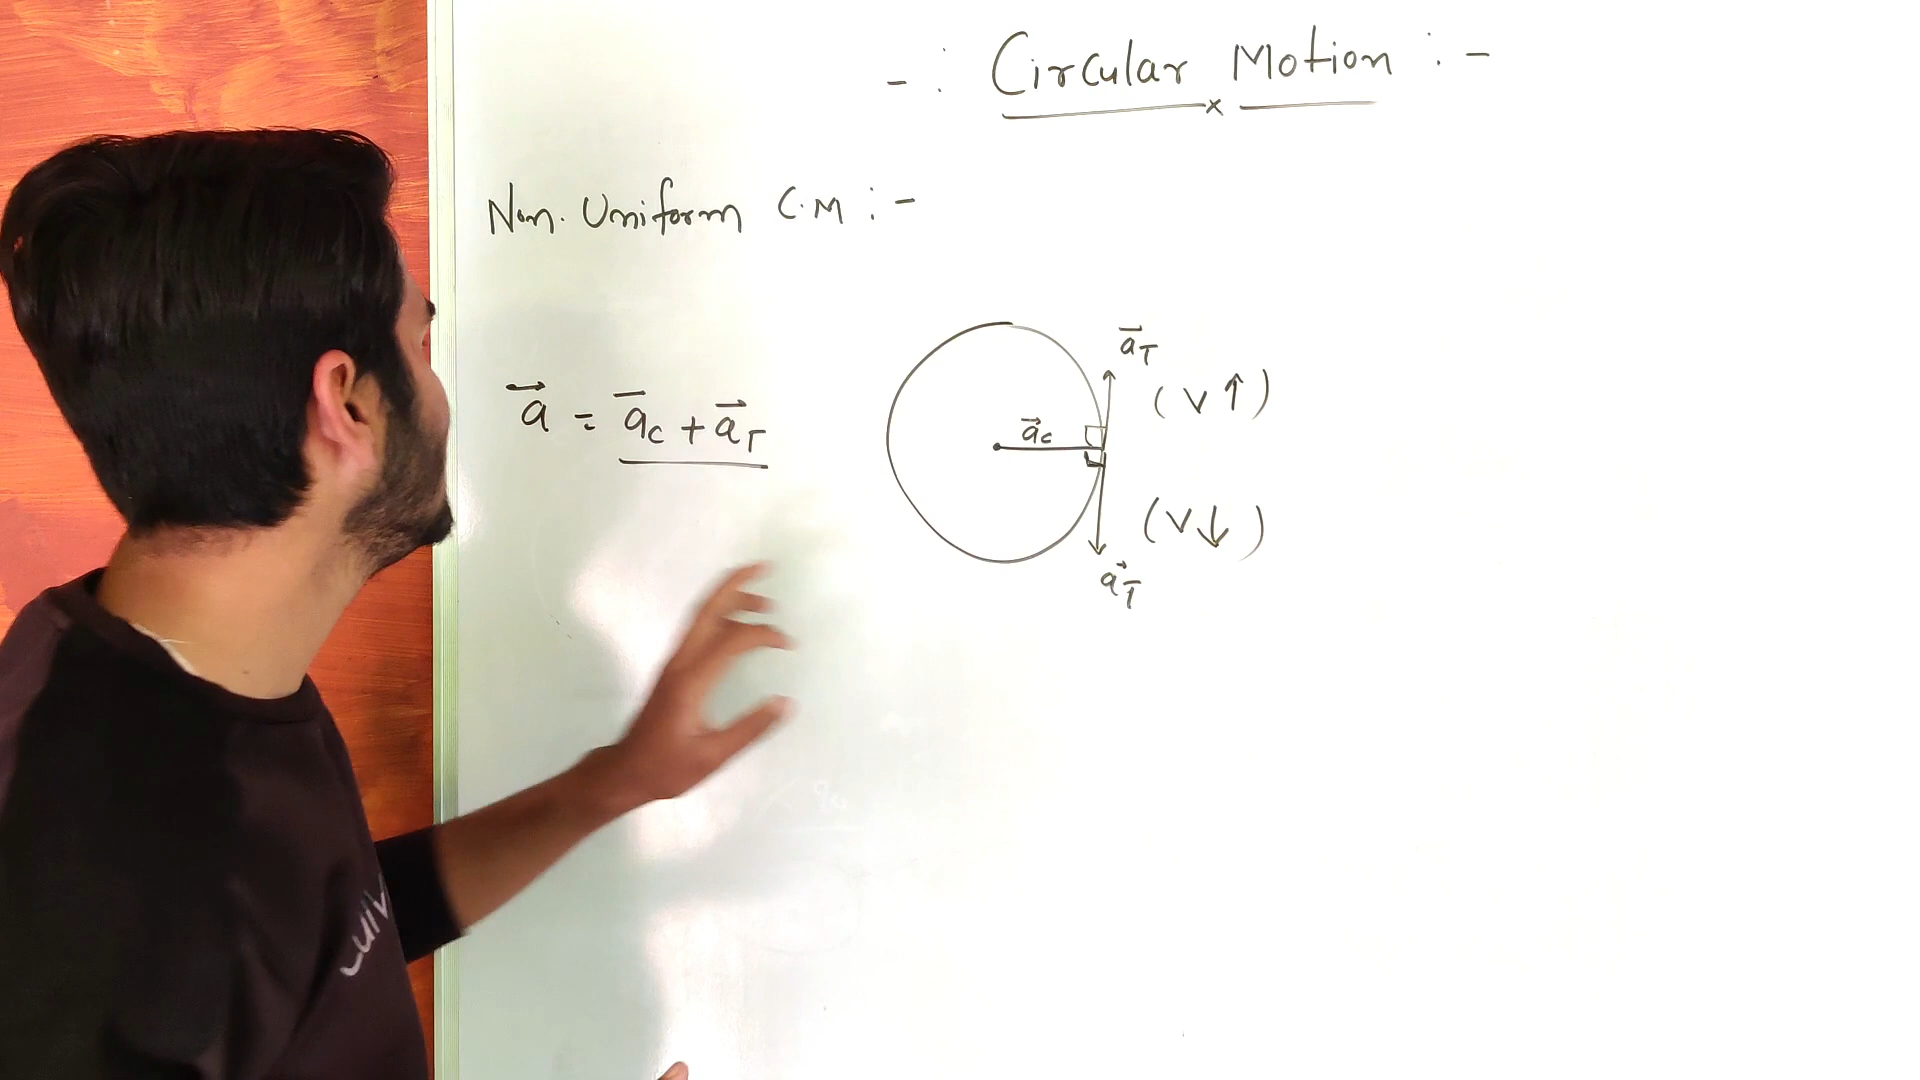 -: Circular Motion :-
x
Non. Uniform C.M :-
a⃗ = a̅c + a⃗T
a⃗T
(v↑)
a⃗c
(v↓)
a⃗T